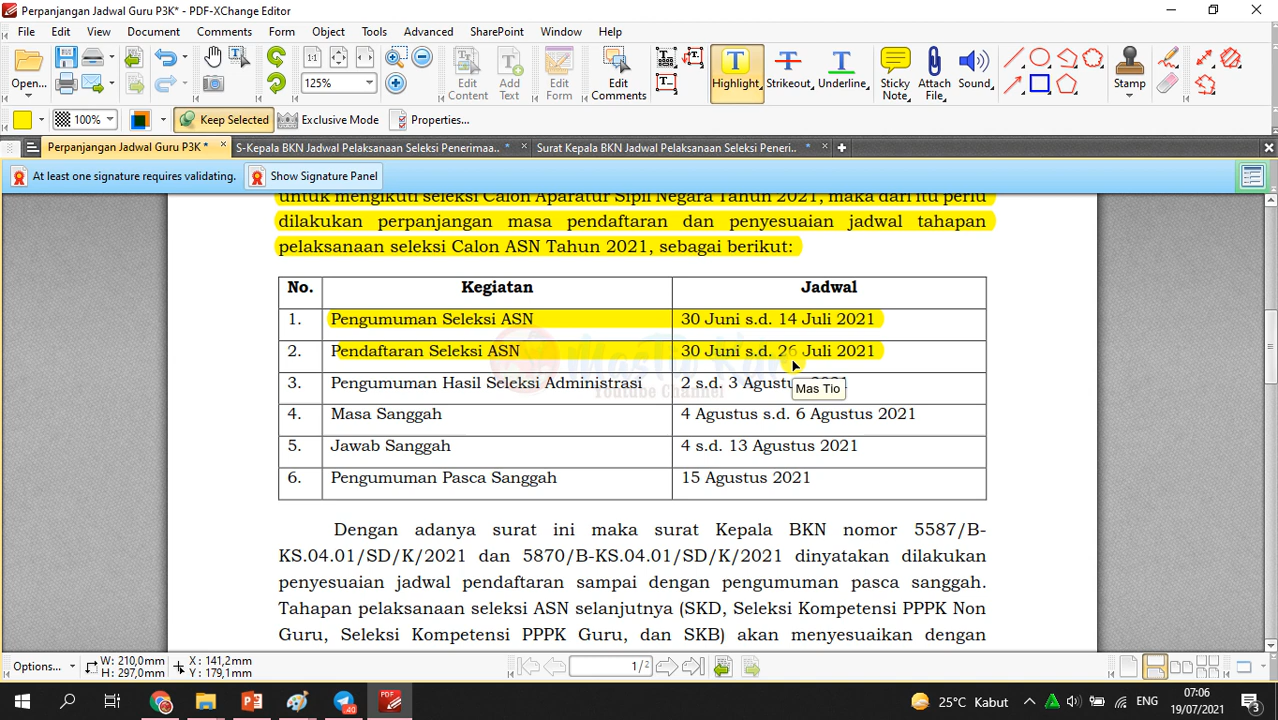 Perpanjangan Jadwal Guru P3K* - PDF-XChange Editor
File Edit View Document Comments Form Object Tools Advanced SharePoint Window Help
Open...
1:1
125%
Edit Content
Add Text
Edit Form
Edit Comments
Highlight
Strikeout
Underline
Sticky Note
Attach File
Sound
Stamp
100%
Keep Selected
Exclusive Mode
Properties...
Perpanjangan Jadwal Guru P3K *
S-Kepala BKN Jadwal Pelaksanaan Seleksi Penerimaa.. *
Surat Kepala BKN Jadwal Pelaksanaan Seleksi Peneri.. *
At least one signature requires validating.
Show Signature Panel
untuk mengikuti seleksi Calon Aparatur Sipil Negara Tahun 2021, maka dari itu perlu
dilakukan perpanjangan masa pendaftaran dan penyesuaian jadwal tahapan
pelaksanaan seleksi Calon ASN Tahun 2021, sebagai berikut:
No. Kegiatan Jadwal
1. Pengumuman Seleksi ASN 30 Juni s.d. 14 Juli 2021
2. Pendaftaran Seleksi ASN 30 Juni s.d. 26 Juli 2021
3. Pengumuman Hasil Seleksi Administrasi 2 s.d. 3 Agustus 2021
Mas Tio
Youtube Channel
4. Masa Sanggah 4 Agustus s.d. 6 Agustus 2021
5. Jawab Sanggah 4 s.d. 13 Agustus 2021
6. Pengumuman Pasca Sanggah 15 Agustus 2021
Dengan adanya surat ini maka surat Kepala BKN nomor 5587/B-
KS.04.01/SD/K/2021 dan 5870/B-KS.04.01/SD/K/2021 dinyatakan dilakukan
penyesuaian jadwal pendaftaran sampai dengan pengumuman pasca sanggah.
Tahapan pelaksanaan seleksi ASN selanjutnya (SKD, Seleksi Kompetensi PPPK Non
Guru, Seleksi Kompetensi PPPK Guru, dan SKB) akan menyesuaikan dengan
Options...
W: 210,0mm
H: 297,0mm
X: 141,2mm
Y: 179,1mm
1/2
40
PDF
25°C Kabut
ENG
07:06
19/07/2021
3